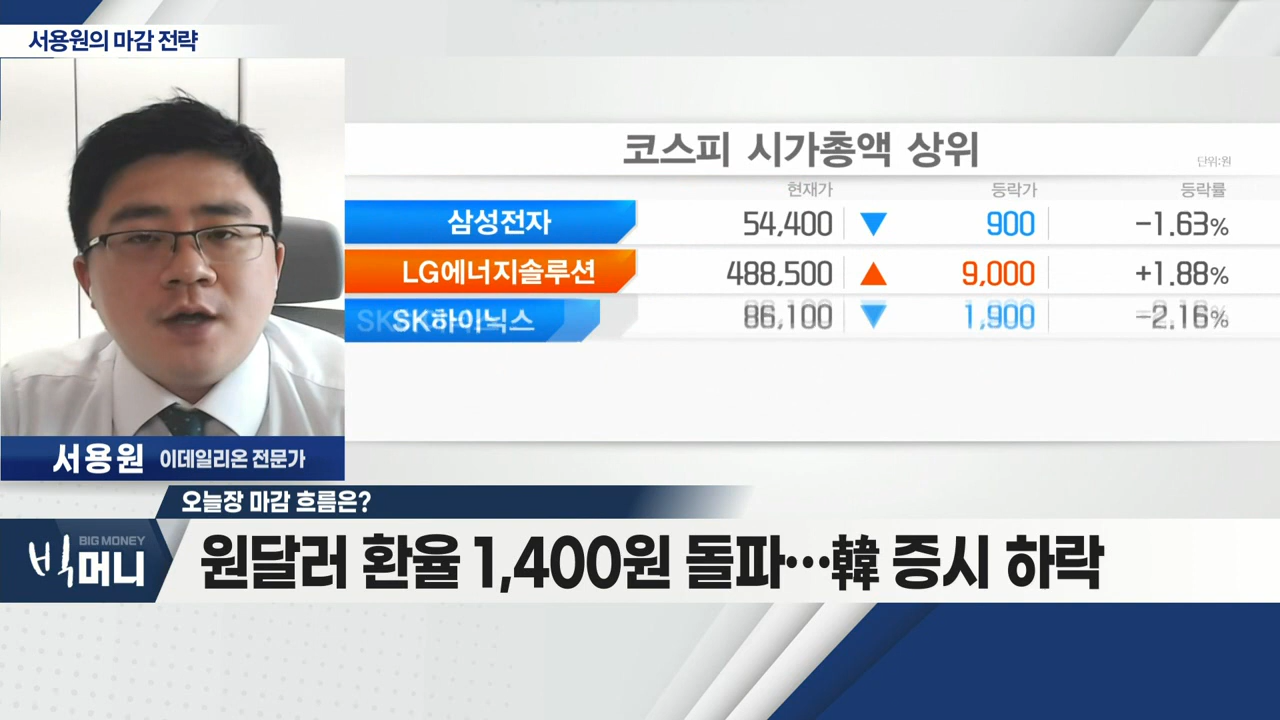 서용원의 마감 전략
코스피 시가총액 상위
단위:원
현재가 등락가 등락률
삼성전자 54,400 ▼ 900 -1.63%
LG에너지솔루션 488,500 ▲ 9,000 +1.88%
SK하이닉스 86,100 ▼ 1,900 -2.16%
서용원 이데일리온 전문가
오늘장 마감 흐름은?
BIG MONEY
빅머니
원달러 환율 1,400원 돌파…韓 증시 하락